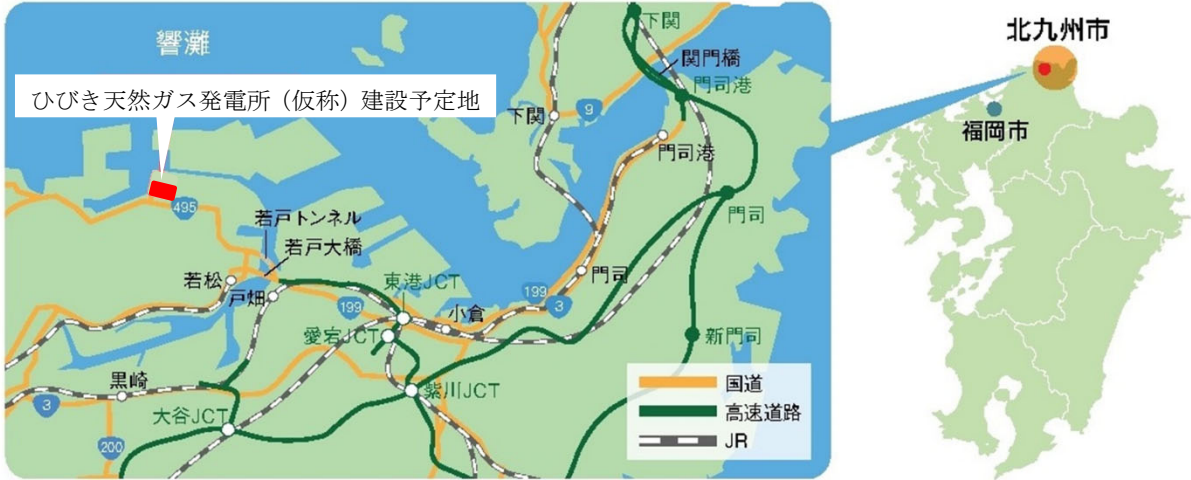 響灘
ひびき天然ガス発電所（仮称）建設予定地
下関
関門橋
門司港
9
下関
門司港
495
門司
若戸トンネル
若戸大橋
若松
戸畑
東港JCT
199
小倉
199
3
門司
愛宕JCT
新門司
黒崎
紫川JCT
3
大谷JCT
200
国道
高速道路
JR
北九州市
福岡市